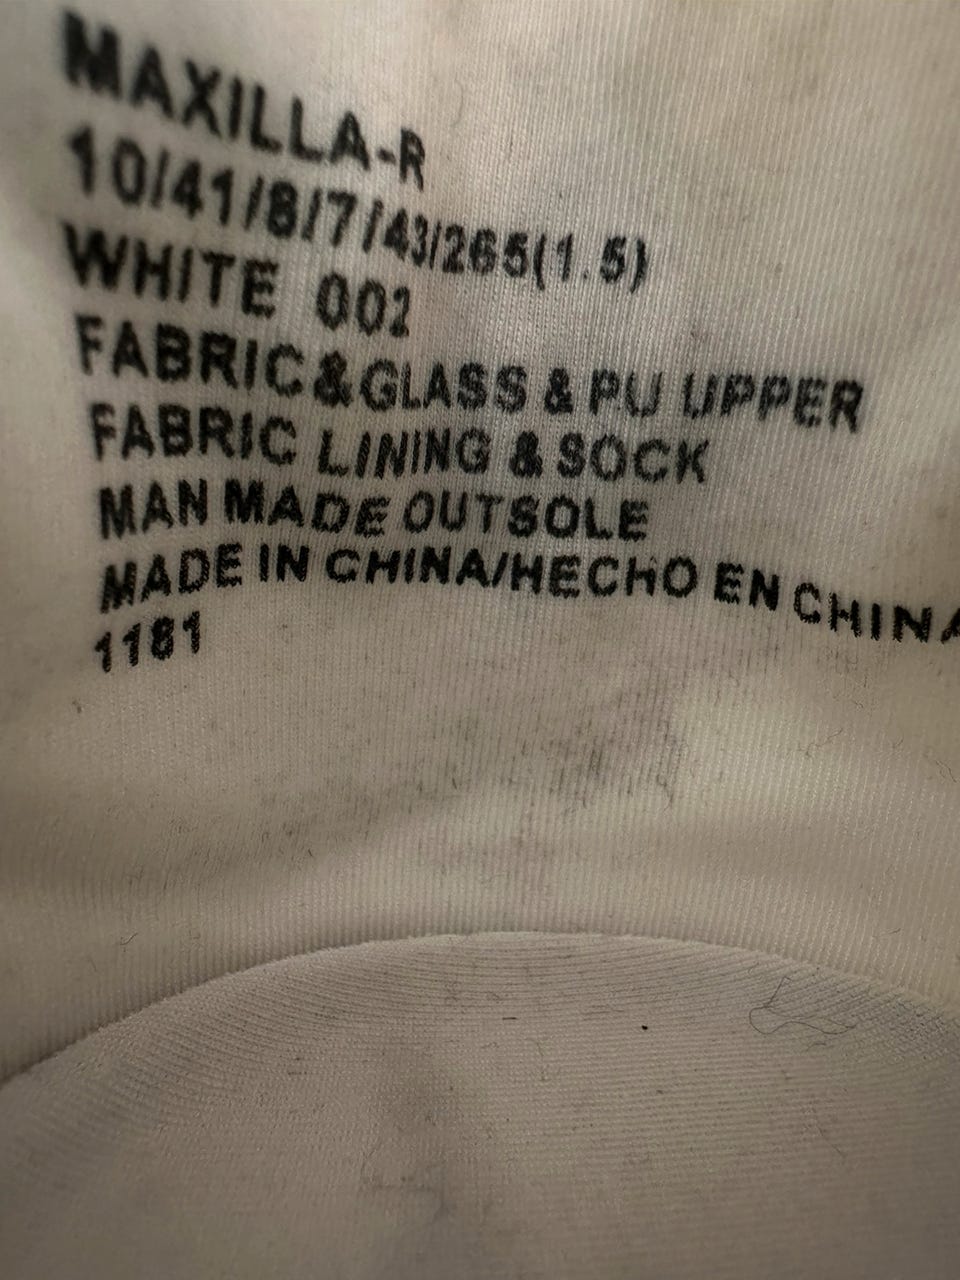 MAXILLA-R
10/41/8/7/43/265(1.5)
WHITE 002
FABRIC&GLASS & PU UPPER
FABRIC LINING & SOCK
MAN MADE OUTSOLE
MADE IN CHINA/HECHO EN CHINA
1181